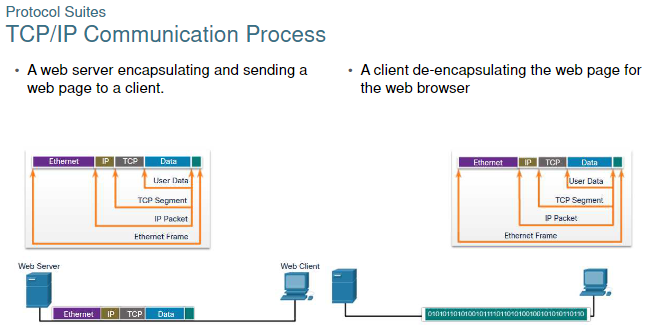 Protocol Suites
TCP/IP Communication Process
• A web server encapsulating and sending a
web page to a client.
• A client de-encapsulating the web page for
the web browser
Ethernet IP TCP Data
User Data
TCP Segment
IP Packet
Ethernet Frame
Ethernet IP TCP Data
User Data
TCP Segment
IP Packet
Ethernet Frame
Web Server
Web Client
Ethernet IP TCP Data